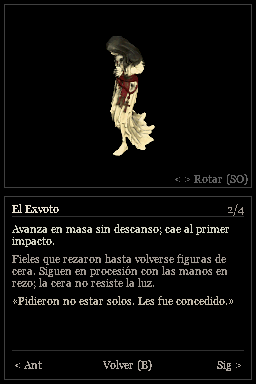 < > Rotar (SO)
El Exvoto 2/4
Avanza en masa sin descanso; cae al primer
impacto.
Fieles que rezaron hasta volverse figuras de
cera. Siguen en procesión con las manos en
rezo; la cera no resiste la luz.
«Pidieron no estar solos. Les fue concedido.»
< Ant Volver (B) Sig >